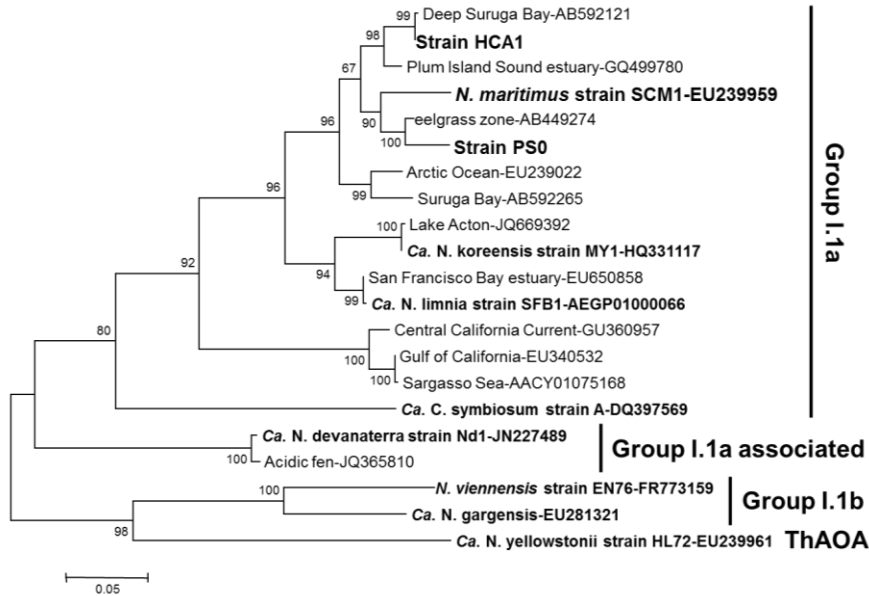 99
Deep Suruga Bay-AB592121
98
Strain HCA1
67
Plum Island Sound estuary-GQ499780
N. maritimus strain SCM1-EU239959
96
90
eelgrass zone-AB449274
100
Strain PS0
Arctic Ocean-EU239022
96
99
Suruga Bay-AB592265
100
Lake Acton-JQ669392
Ca. N. koreensis strain MY1-HQ331117
92
94
San Francisco Bay estuary-EU650858
99
Ca. N. limnia strain SFB1-AEGP01000066
80
Central California Current-GU360957
100
Gulf of California-EU340532
100
Sargasso Sea-AACY01075168
Ca. C. symbiosum strain A-DQ397569
Group I.1a
Ca. N. devanaterra strain Nd1-JN227489
100
Acidic fen-JQ365810
Group I.1a associated
100
N. viennensis strain EN76-FR773159
Ca. N. gargensis-EU281321
Group I.1b
98
Ca. N. yellowstonii strain HL72-EU239961 ThAOA
0.05